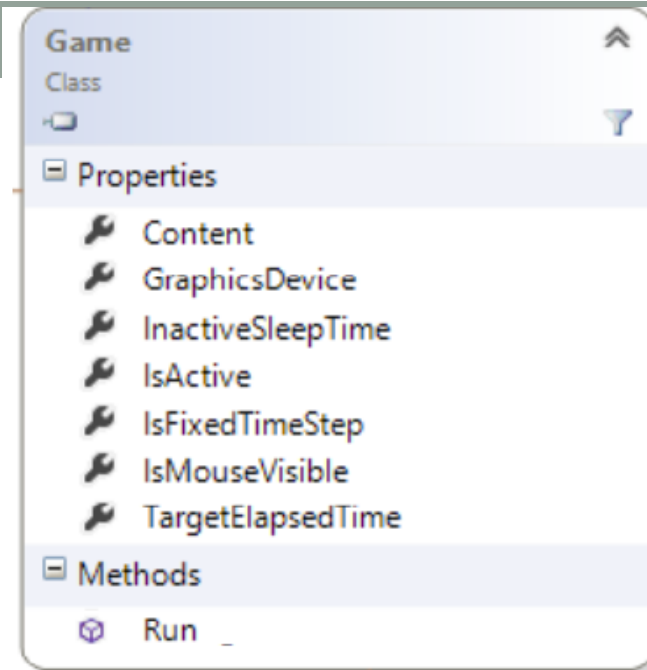 Game
Class
Properties
Content
GraphicsDevice
InactiveSleepTime
IsActive
IsFixedTimeStep
IsMouseVisible
TargetElapsedTime
Methods
Run